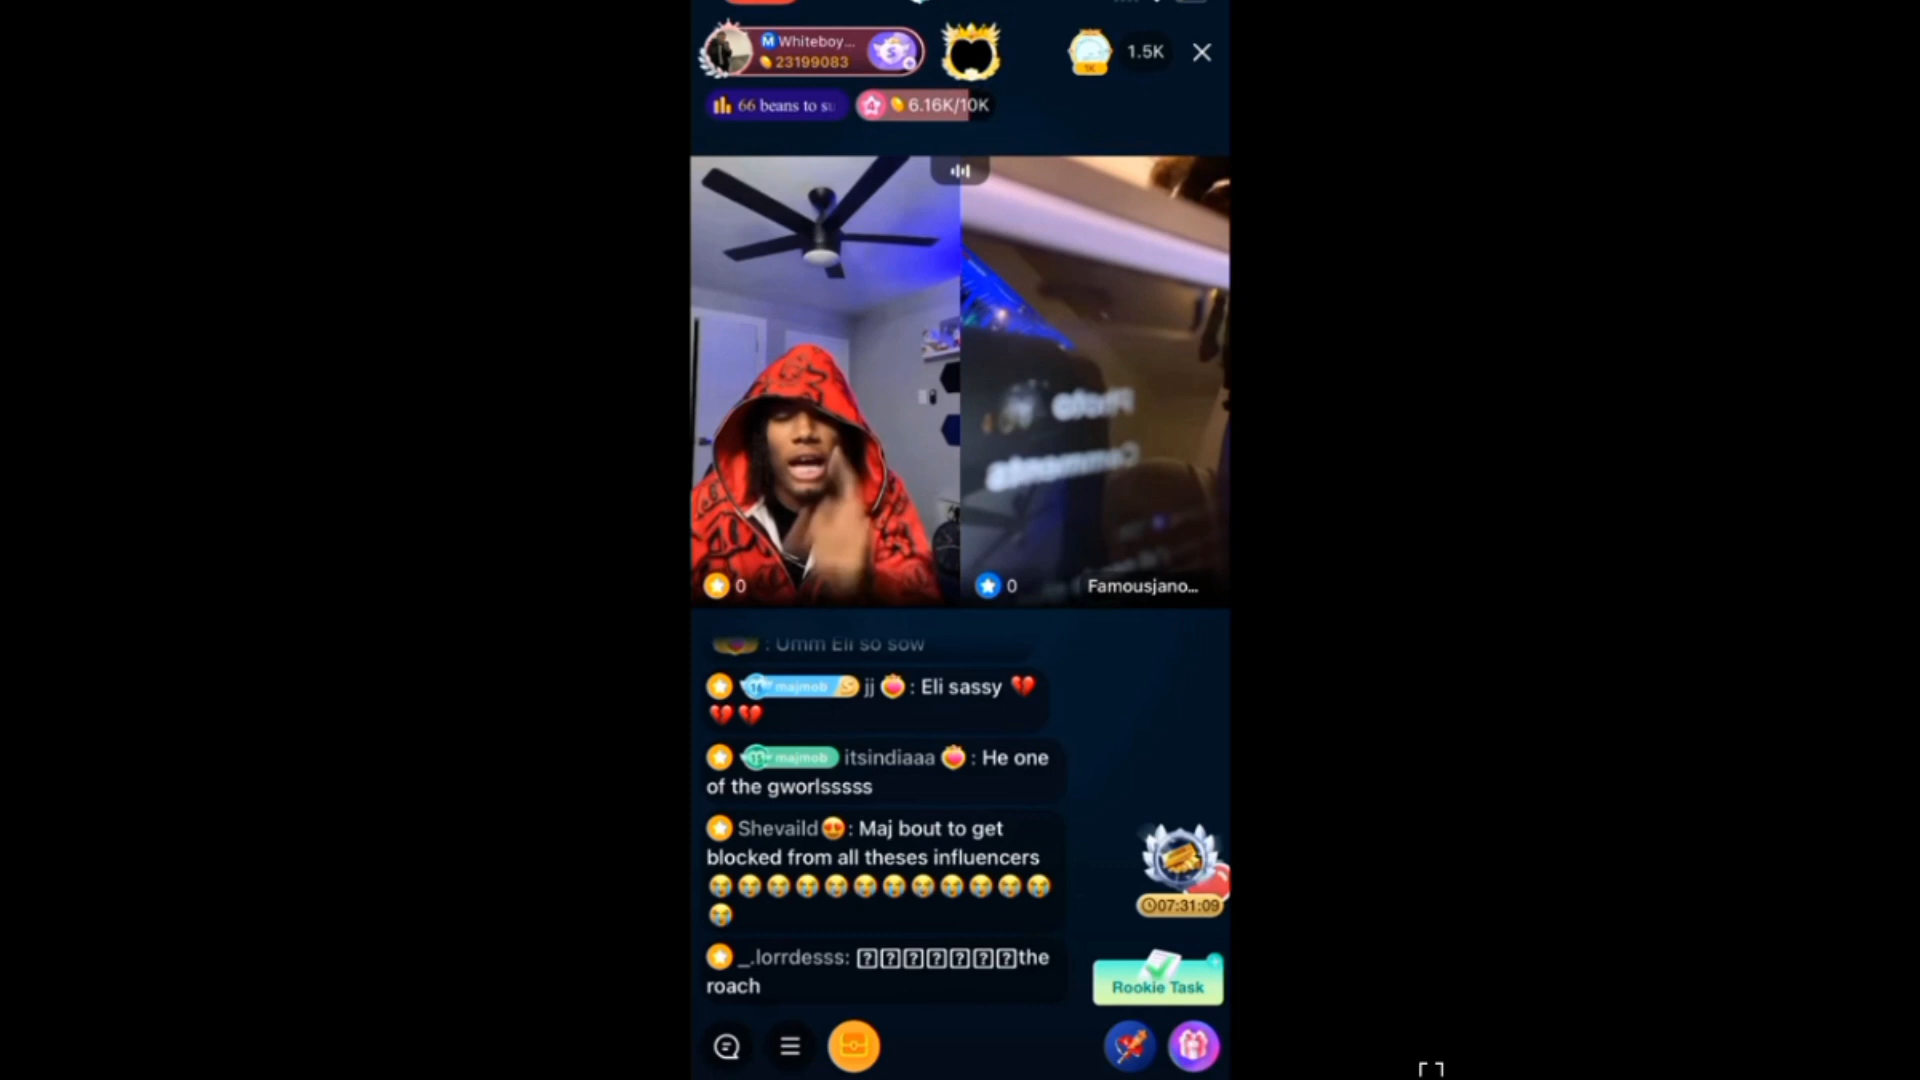 Whiteboy...
23199083
1K
1.5K
66 beans to su
6.16K/10K
0
0
Famousjano...
: Umm Eli so sow
majmob jj : Eli sassy 💔
💔 💔
majmob itsindiaaa : He one
of the gworlsssss
Shevaild😍: Maj bout to get
blocked from all theses influencers
😭😭😭😭😭😭😭😭😭😭😭😭
😭
_.lorrdesss: ⍰⍰⍰⍰⍰⍰⍰the
roach
07:31:09
Rookie Task